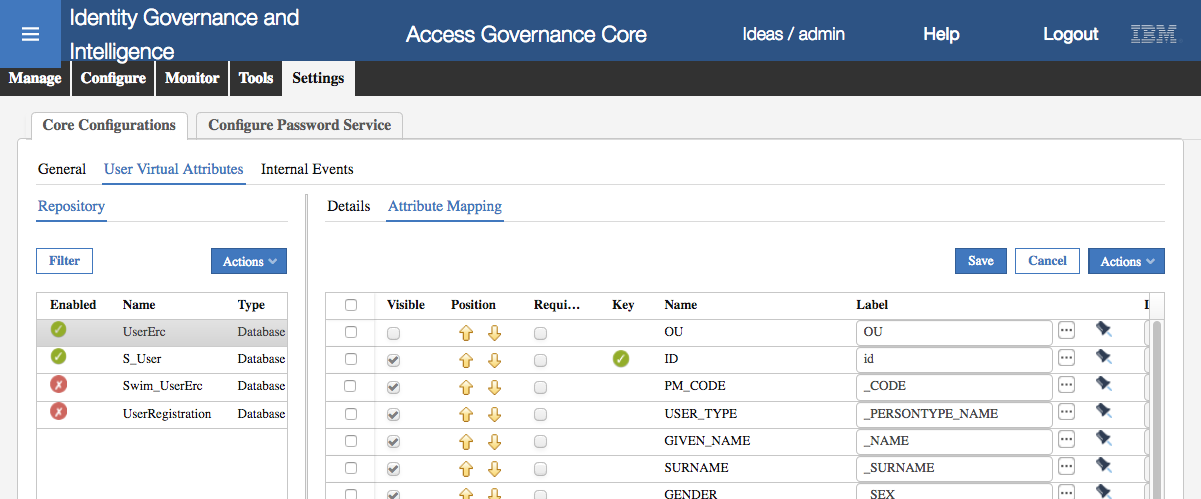 Identity Governance and
Intelligence
Access Governance Core
Ideas / admin
Help
Logout
IBM
Manage
Configure
Monitor
Tools
Settings
Core Configurations
Configure Password Service
General
User Virtual Attributes
Internal Events
Repository
Details
Attribute Mapping
Filter
Actions
Save
Cancel
Actions
Enabled Name Type
UserErc Database
S_User Database
Swim_UserErc Database
UserRegistration Database
Visible Position Requi... Key Name Label
OU OU
ID id
PM_CODE _CODE
USER_TYPE _PERSONTYPE_NAME
GIVEN_NAME _NAME
SURNAME _SURNAME
GENDER _SEX